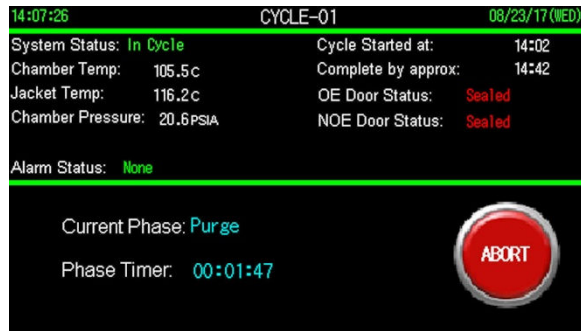 14:07:26 CYCLE-01 08/23/17(WED)
System Status: In Cycle Cycle Started at: 14:02
Chamber Temp: 105.5c Complete by approx: 14:42
Jacket Temp: 116.2c OE Door Status: Sealed
Chamber Pressure: 20.6PSIA NOE Door Status: Sealed
Alarm Status: None
Current Phase: Purge
Phase Timer: 00:01:47
ABORT